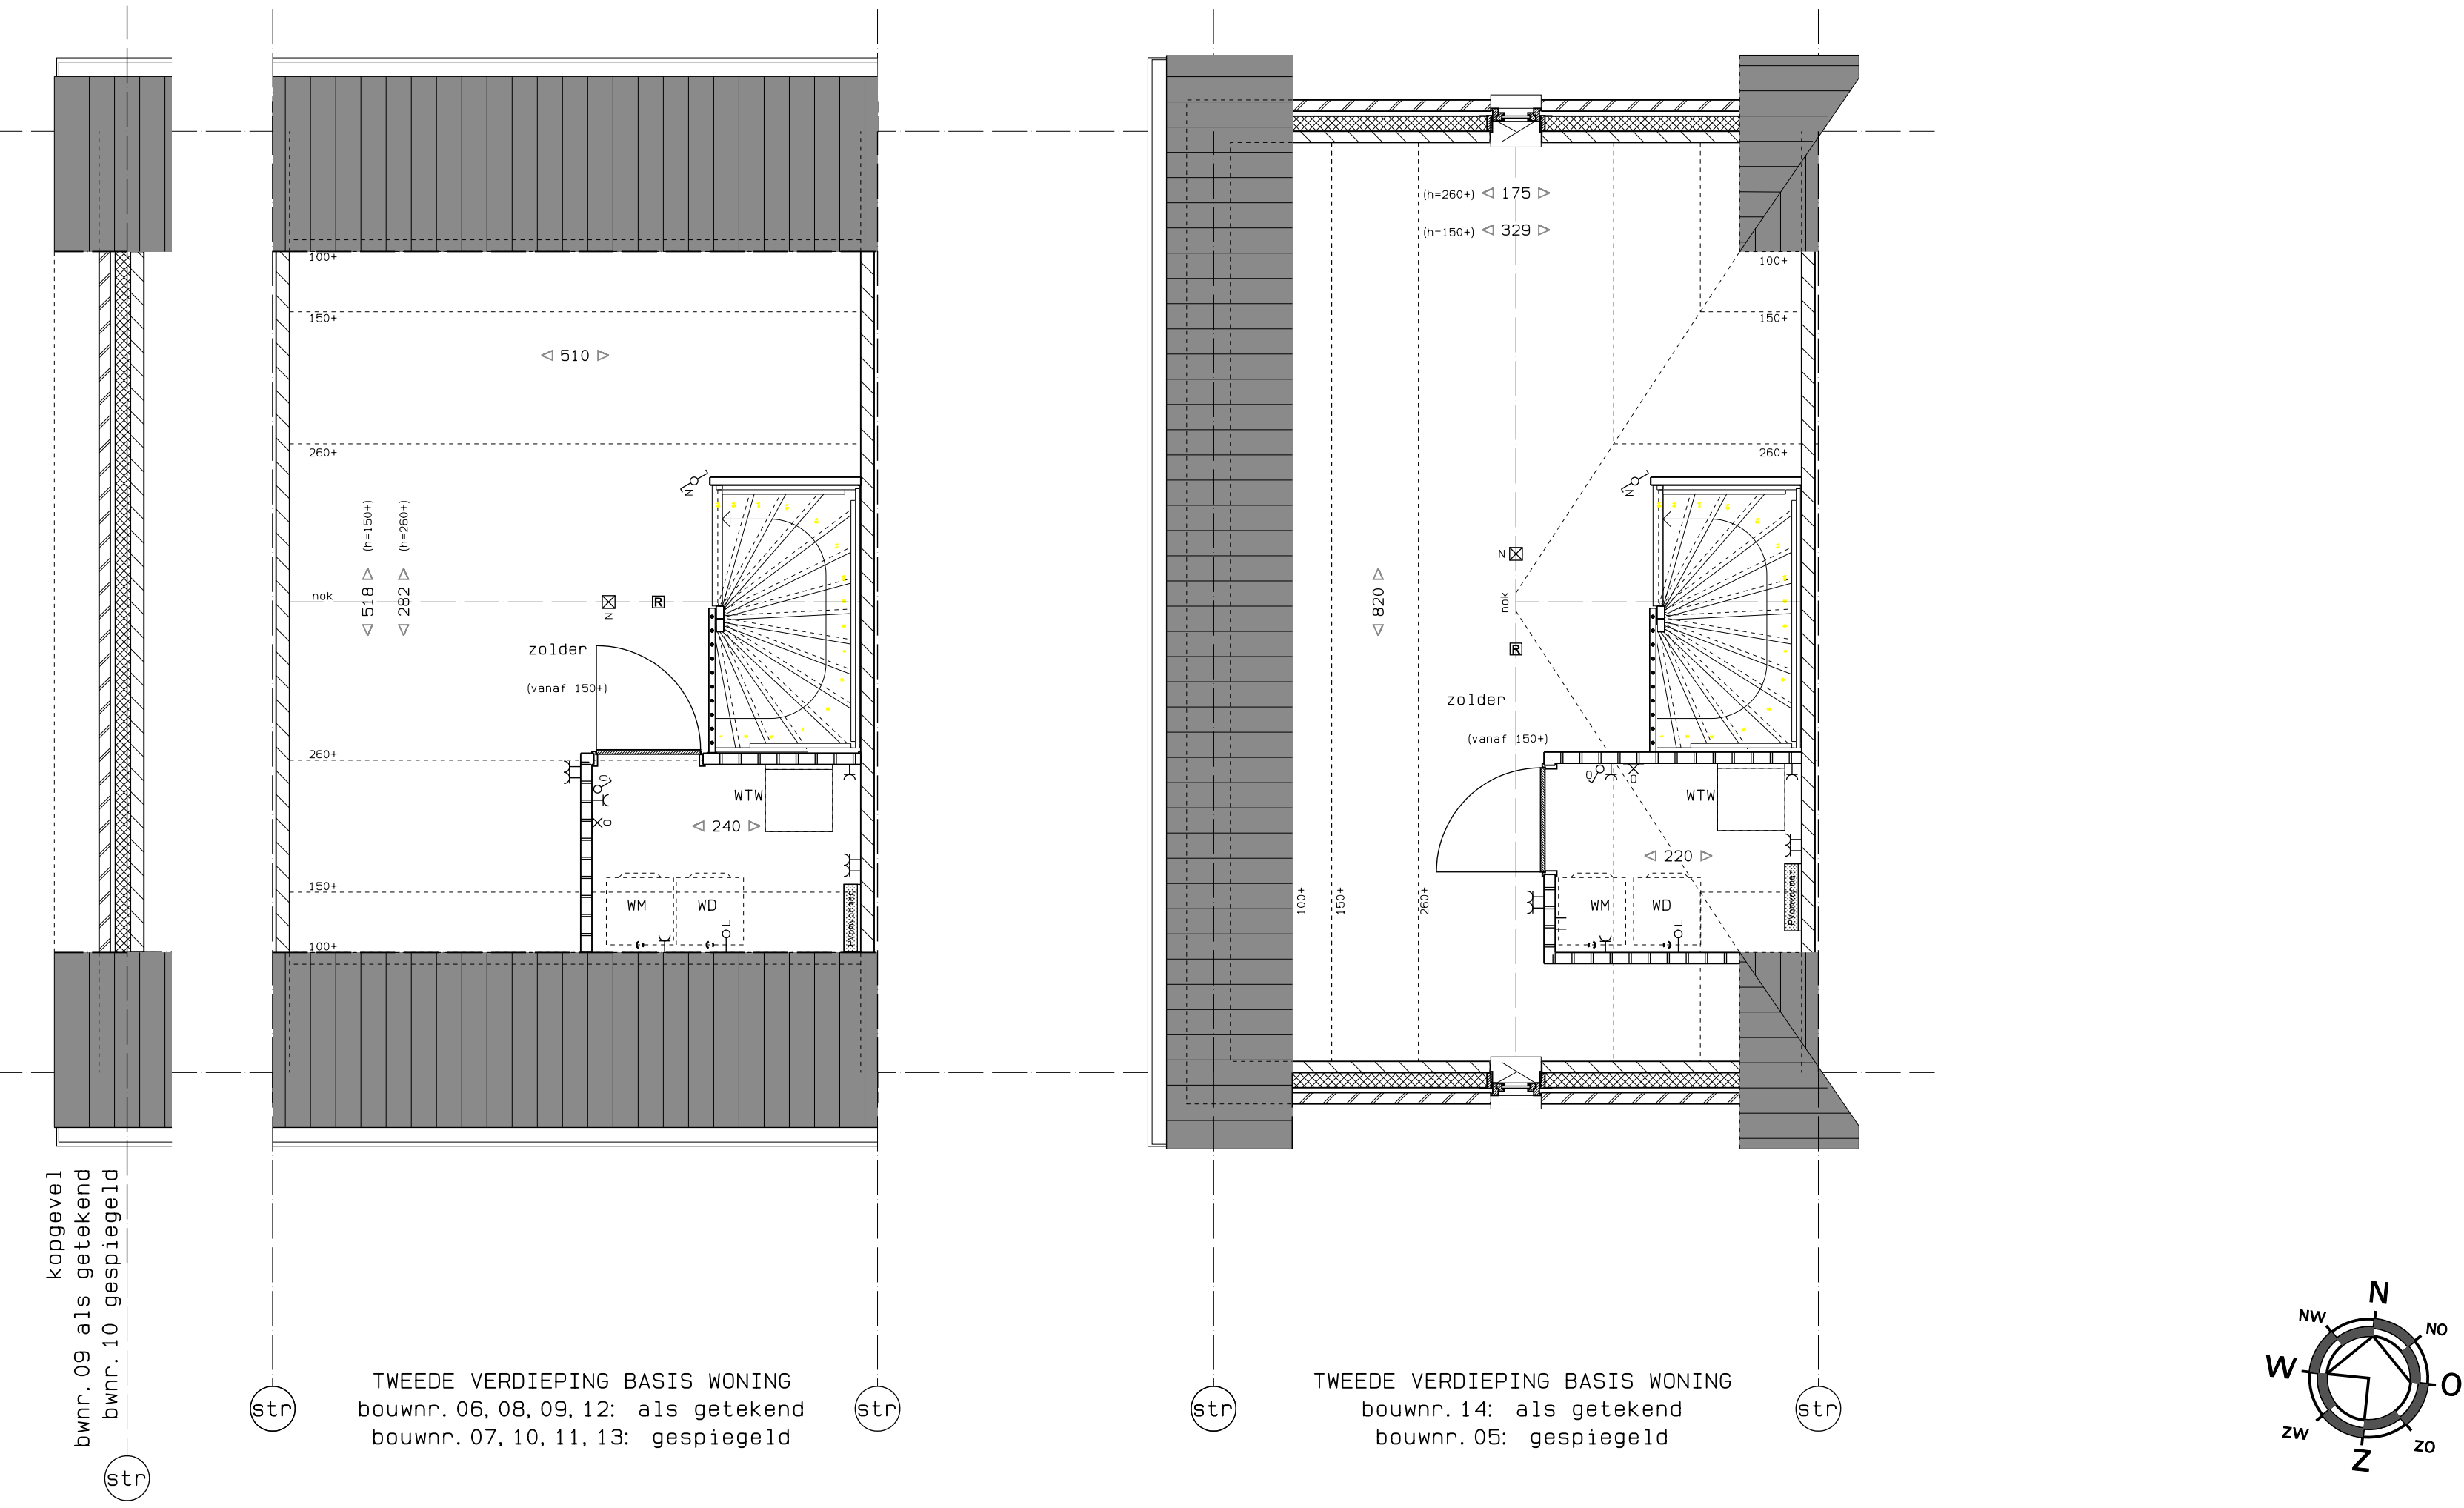 100+
150+
510
260+
518 (h=150+)
282 (h=260+)
N
nok
N
R
zolder
(vanaf 150+)
260+
O
WTW
O
240
150+
WM
WD
L
PVomvormer
100+
kopgevel
bwnr. 09 als getekend
bwnr. 10 gespiegeld
str
str
TWEEDE VERDIEPING BASIS WONING
bouwnr. 06, 08, 09, 12: als getekend
bouwnr. 07, 10, 11, 13: gespiegeld
str
(h=260+) 175
(h=150+) 329
100+
150+
260+
N
N
820
nok
R
zolder
(vanaf 150+)
O
O
WTW
220
100+
150+
260+
WM
WD
L
PVomvormer
str
TWEEDE VERDIEPING BASIS WONING
bouwnr. 14: als getekend
bouwnr. 05: gespiegeld
str
N
NW
NO
W
O
ZW
ZO
Z